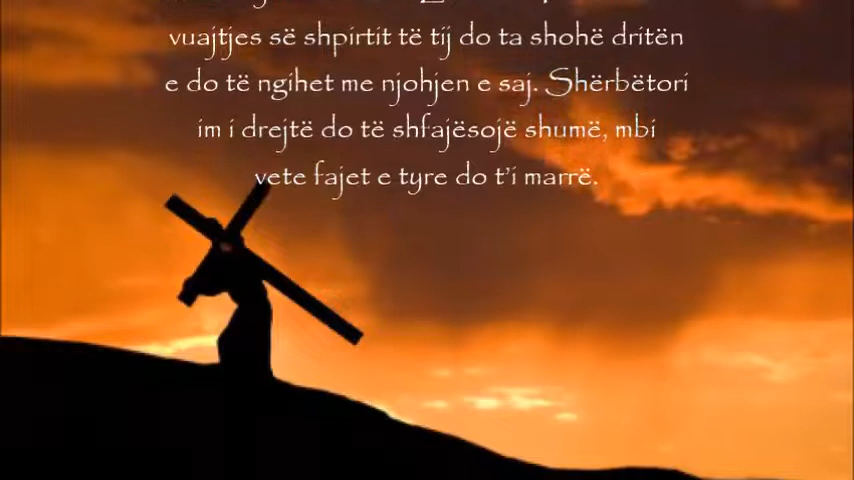 vuajtjes së shpirtit të tij do ta shohë dritën
e do të ngihet me njohjen e saj. Shërbëtori
im i drejtë do të shfajësojë shumë, mbi
vete fajet e tyre do t'i marrë.